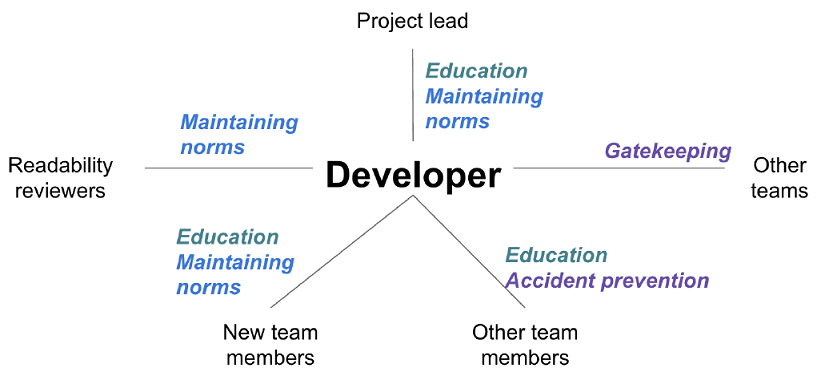 Project lead
Education
Maintaining
norms
Maintaining
norms
Gatekeeping
Readability
reviewers
Developer
Other
teams
Education
Maintaining
norms
Education
Accident prevention
New team
members
Other team
members